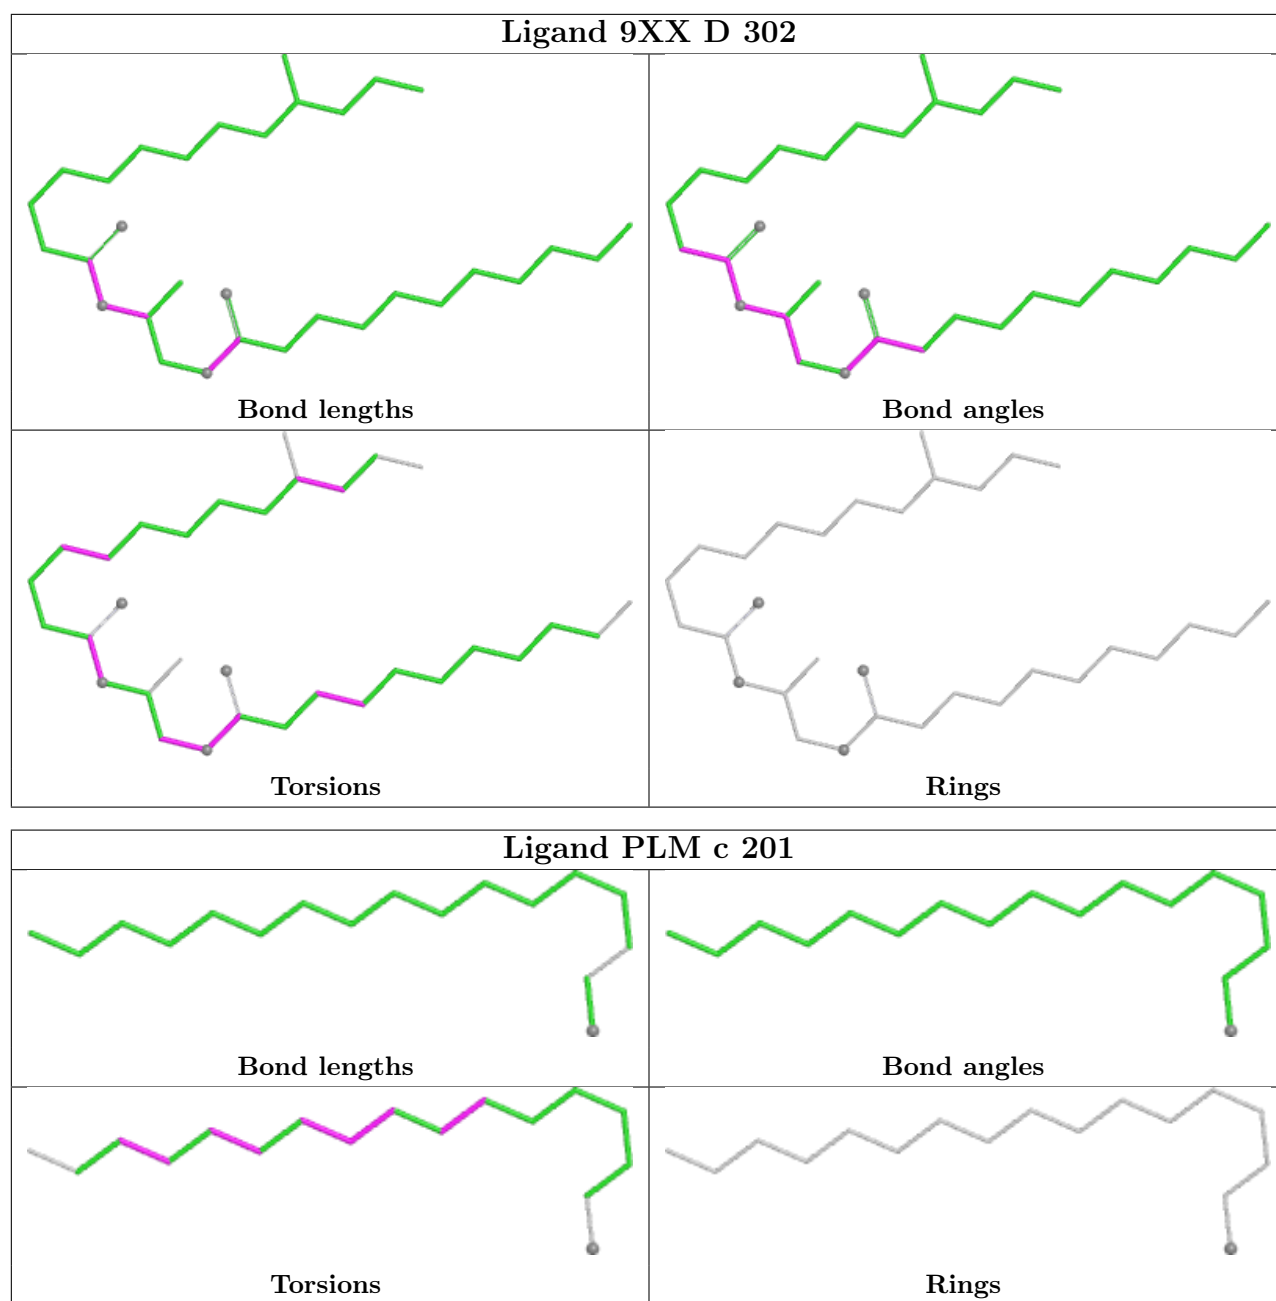 Ligand 9XX D 302
Bond lengths
Bond angles
Torsions
Rings
Ligand PLM c 201
Bond lengths
Bond angles
Torsions
Rings